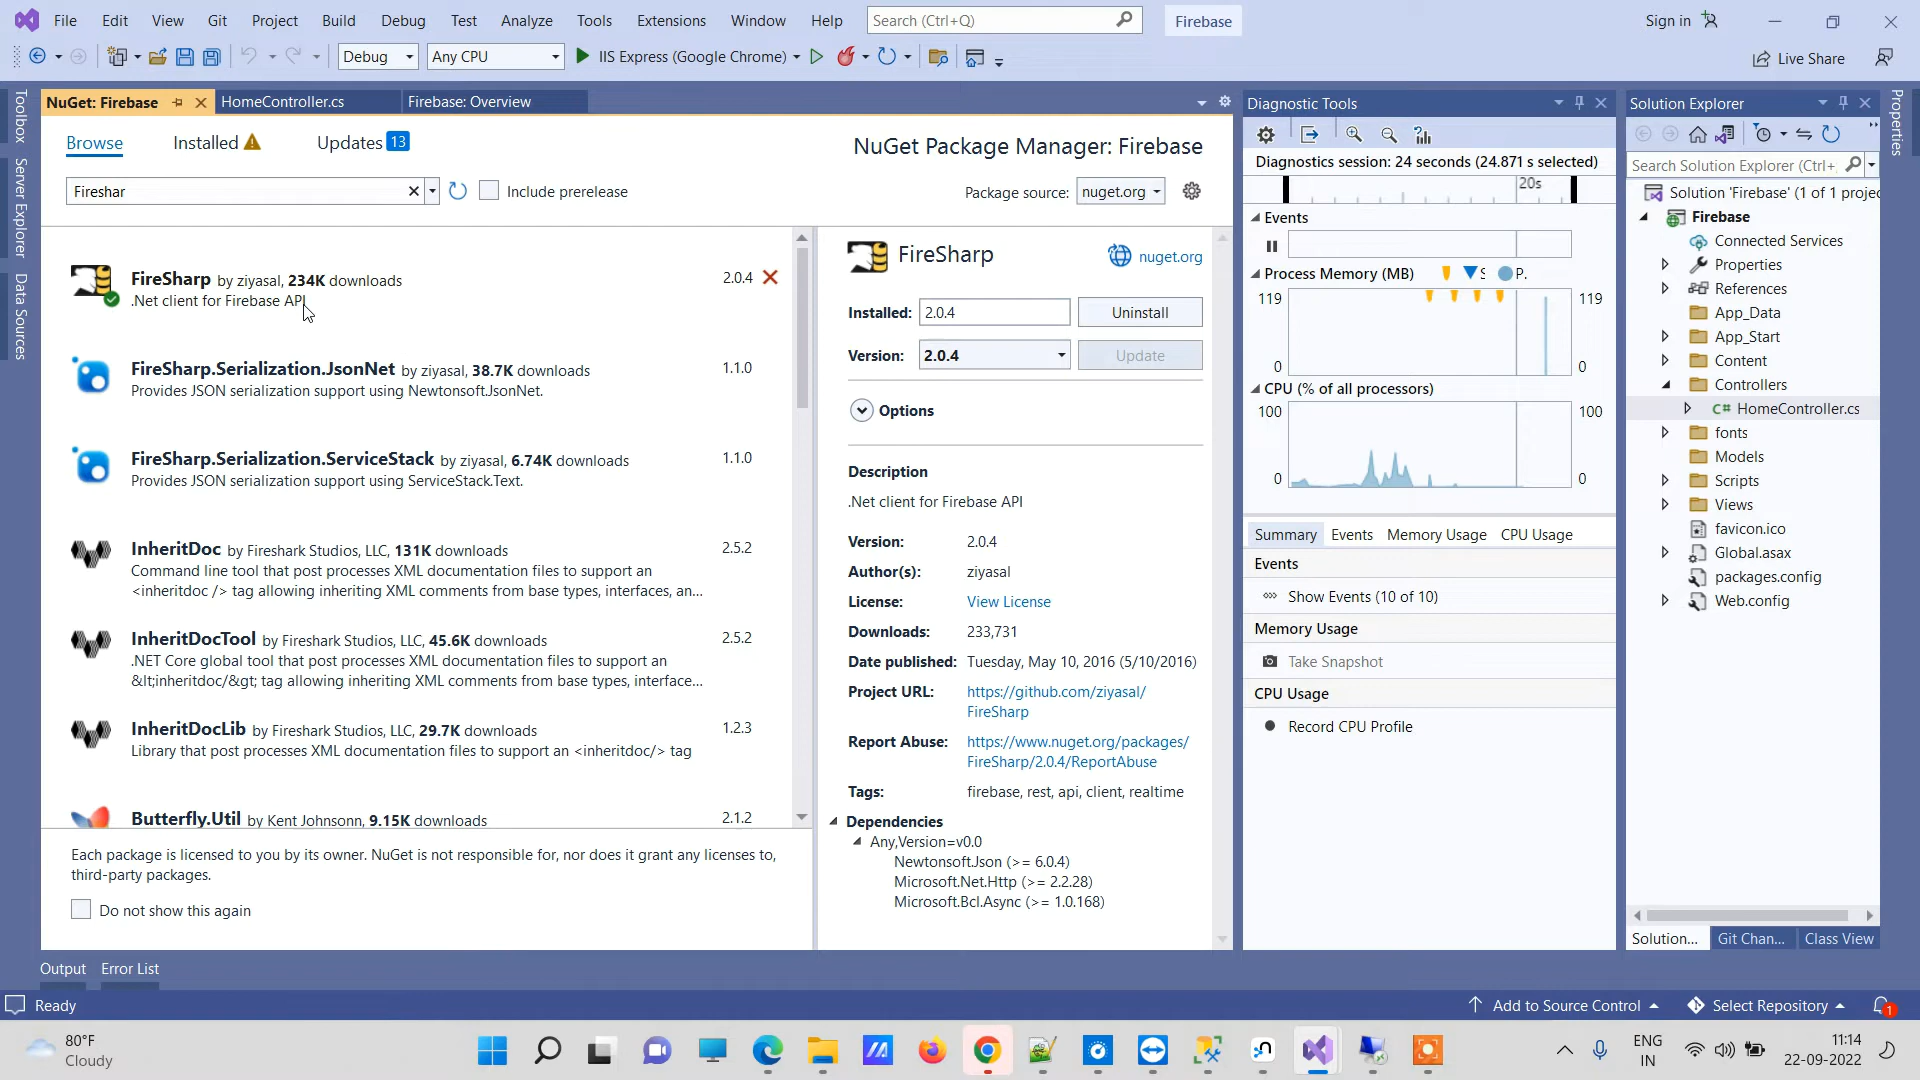 File Edit View Git Project Build Debug Test Analyze Tools Extensions Window Help Search (Ctrl+Q) Firebase Sign in
Debug Any CPU IIS Express (Google Chrome) Live Share
NuGet: Firebase HomeController.cs Firebase: Overview
Toolbox
Server Explorer
Data Sources
Browse Installed Updates 13
NuGet Package Manager: Firebase
Fireshar Include prerelease
Package source: nuget.org
FireSharp by ziyasal, 234K downloads 2.0.4
.Net client for Firebase API
FireSharp.Serialization.JsonNet by ziyasal, 38.7K downloads 1.1.0
Provides JSON serialization support using Newtonsoft.JsonNet.
FireSharp.Serialization.ServiceStack by ziyasal, 6.74K downloads 1.1.0
Provides JSON serialization support using ServiceStack.Text.
InheritDoc by Fireshark Studios, LLC, 131K downloads 2.5.2
Command line tool that post processes XML documentation files to support an
<inheritdoc /> tag allowing inheriting XML comments from base types, interfaces, an...
InheritDocTool by Fireshark Studios, LLC, 45.6K downloads 2.5.2
.NET Core global tool that post processes XML documentation files to support an
&lt;inheritdoc/&gt; tag allowing inheriting XML comments from base types, interface...
InheritDocLib by Fireshark Studios, LLC, 29.7K downloads 1.2.3
Library that post processes XML documentation files to support an <inheritdoc/> tag
Butterfly.Util by Kent Johnsonn, 9.15K downloads 2.1.2
Each package is licensed to you by its owner. NuGet is not responsible for, nor does it grant any licenses to,
third-party packages.
Do not show this again
FireSharp nuget.org
Installed: 2.0.4 Uninstall
Version: 2.0.4 Update
Options
Description
.Net client for Firebase API
Version: 2.0.4
Author(s): ziyasal
License: View License
Downloads: 233,731
Date published: Tuesday, May 10, 2016 (5/10/2016)
Project URL: https://github.com/ziyasal/
FireSharp
Report Abuse: https://www.nuget.org/packages/
FireSharp/2.0.4/ReportAbuse
Tags: firebase, rest, api, client, realtime
Dependencies
Any,Version=v0.0
Newtonsoft.Json (>= 6.0.4)
Microsoft.Net.Http (>= 2.2.28)
Microsoft.Bcl.Async (>= 1.0.168)
Diagnostic Tools
Diagnostics session: 24 seconds (24.871 s selected)
20s
Events
Process Memory (MB) S P.
119 119
0 0
CPU (% of all processors)
100 100
0 0
Summary Events Memory Usage CPU Usage
Events
Show Events (10 of 10)
Memory Usage
Take Snapshot
CPU Usage
Record CPU Profile
Solution Explorer
Search Solution Explorer (Ctrl+
Solution 'Firebase' (1 of 1 projec
Firebase
Connected Services
Properties
References
App_Data
App_Start
Content
Controllers
C# HomeController.cs
fonts
Models
Scripts
Views
favicon.ico
Global.asax
packages.config
Web.config
Solution... Git Chan... Class View
Properties
Output Error List
Ready Add to Source Control Select Repository 1
80°F
Cloudy
ENG
IN
11:14
22-09-2022